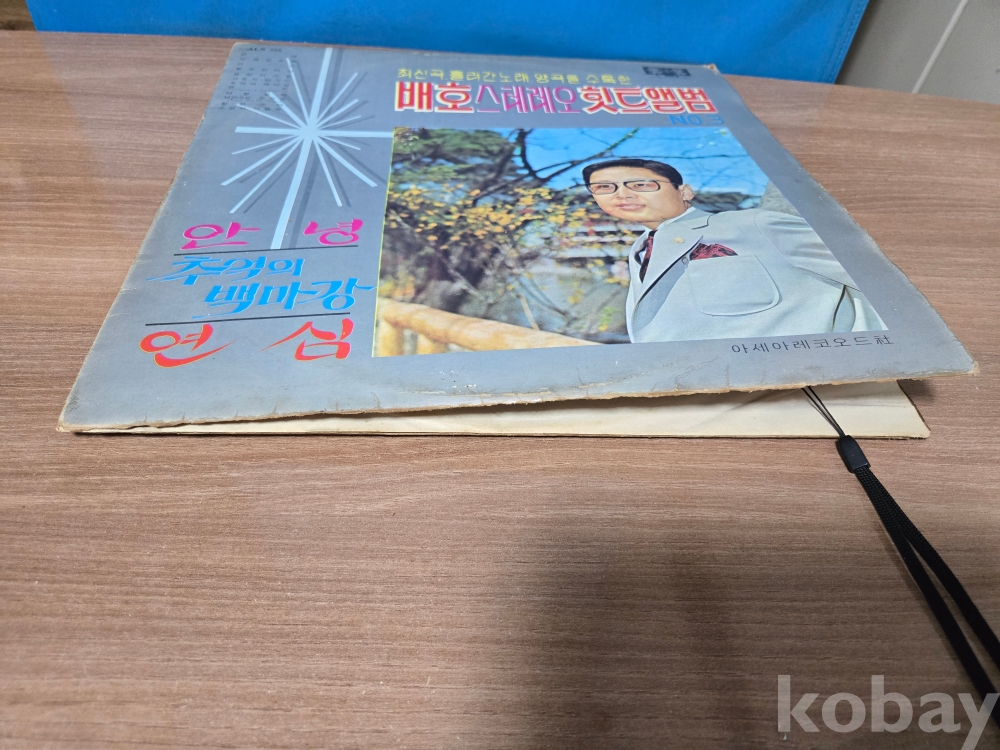 최신곡 흘러간노래 망곡을 수록한
배호스테레오힛트앨범
NO.3
안녕
추억의
백마강
연심
아세아레코오드社
kobay